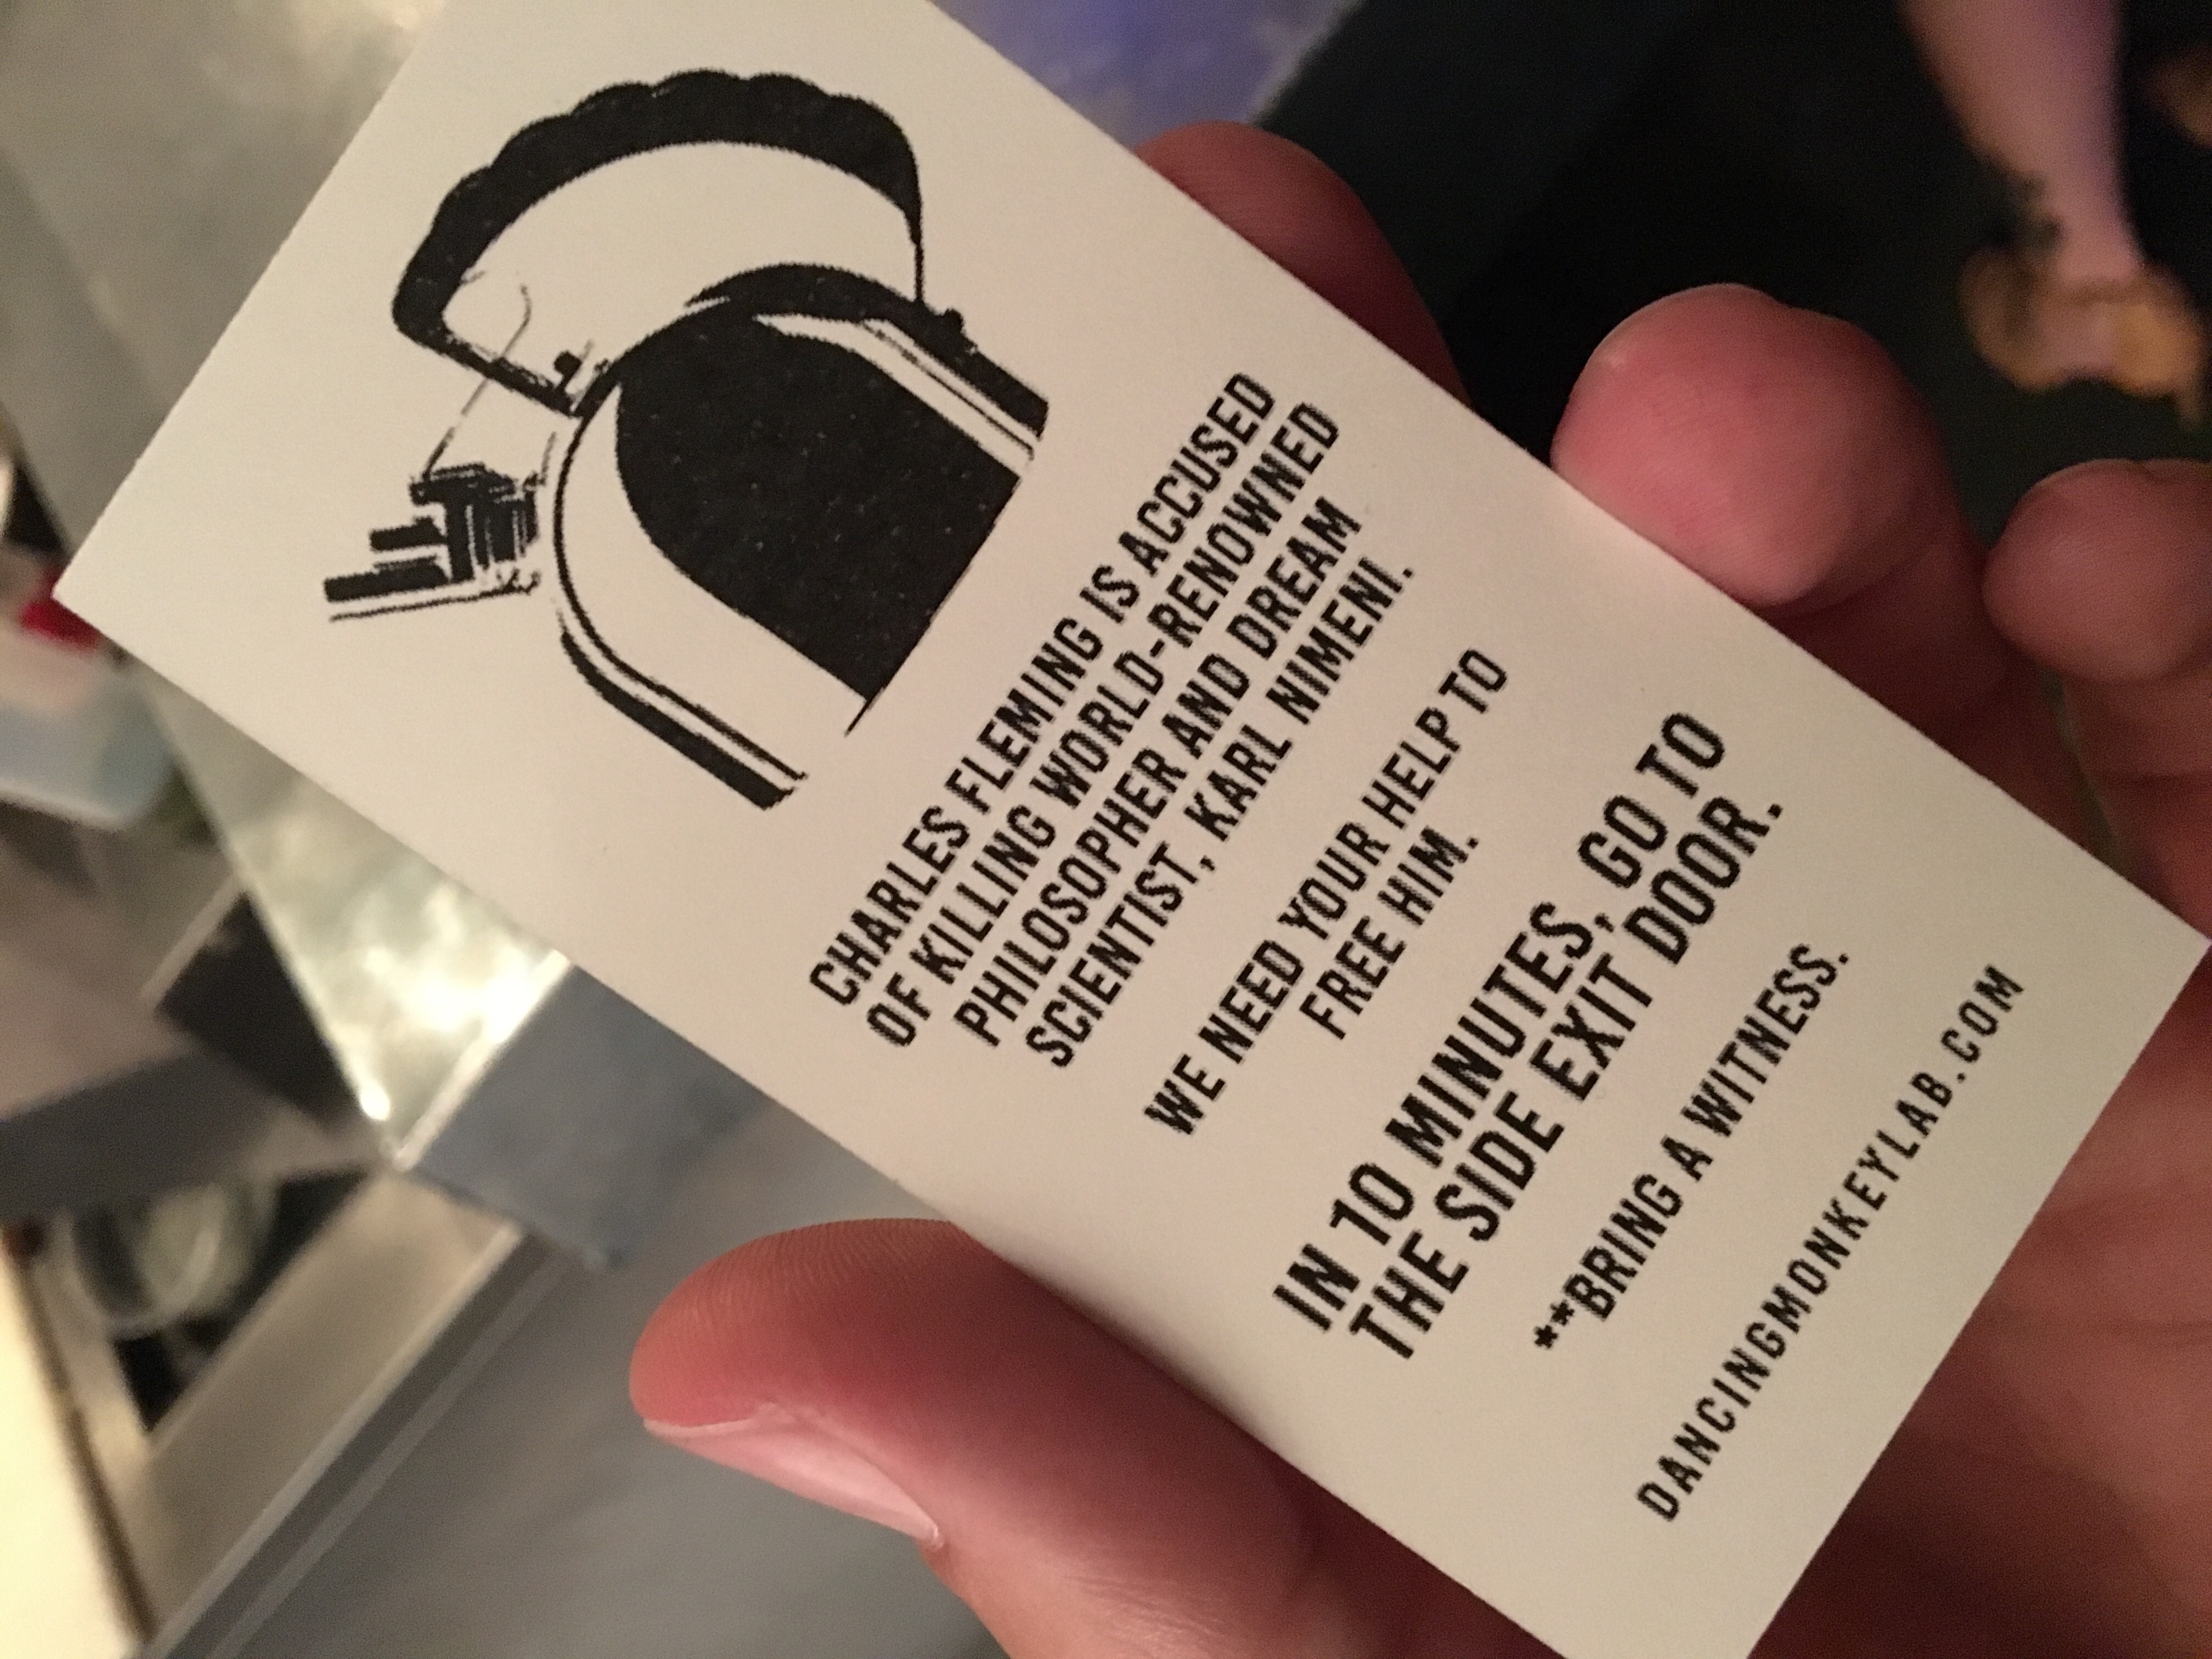 CHARLES FLEMING IS ACCUSED
OF KILLING WORLD-RENOWNED
PHILOSOPHER AND DREAM
SCIENTIST, KARL NIMENI.
WE NEED YOUR HELP TO
FREE HIM.
IN 10 MINUTES, GO TO
THE SIDE EXIT DOOR.
**BRING A WITNESS.
DANCINGMONKEYLAB.COM